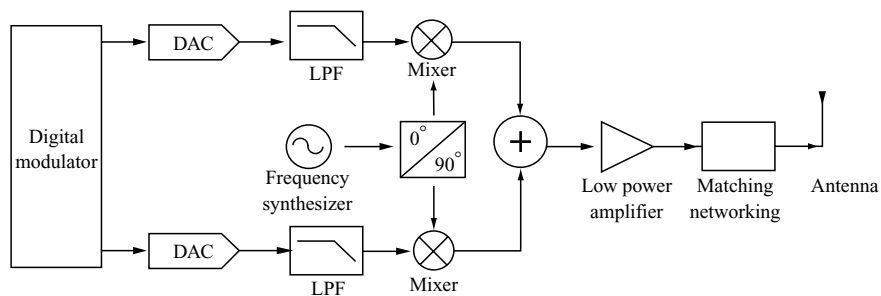 DAC
LPF
Mixer
Digital
modulator
0°
90°
Frequency
synthesizer
+
Low power
amplifier
Matching
networking
Antenna
DAC
LPF
Mixer